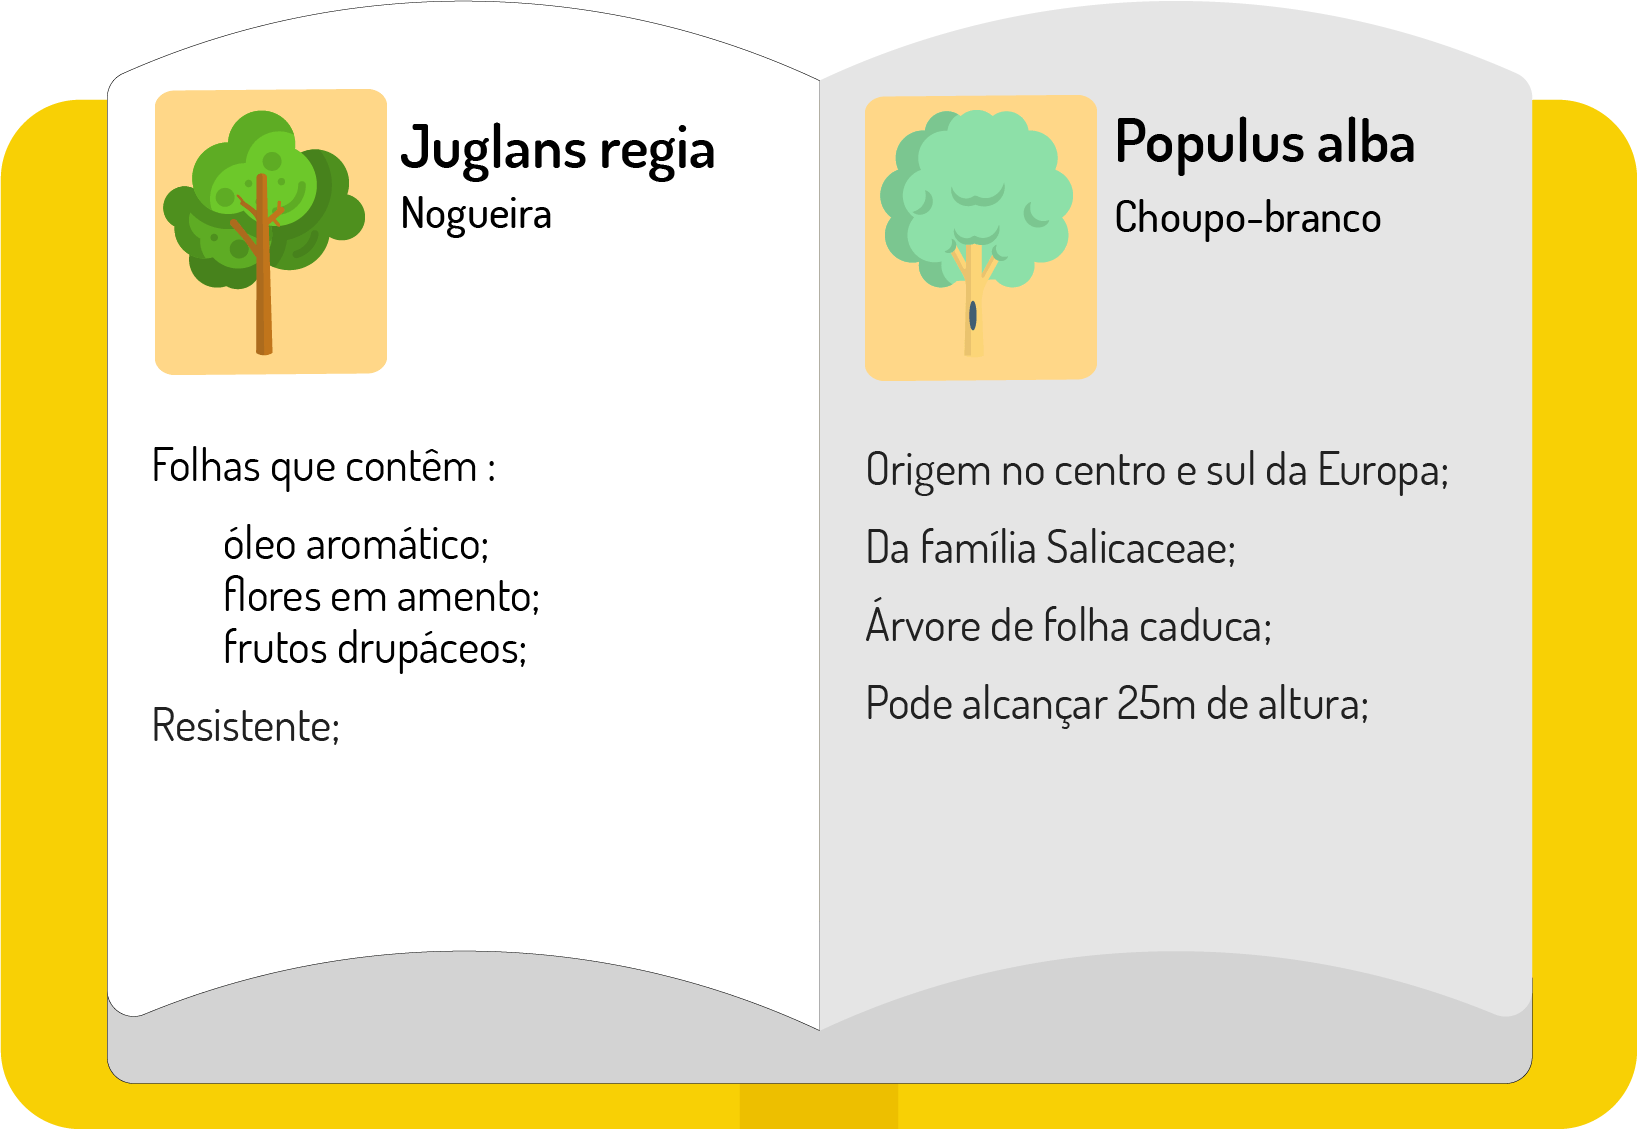 Juglans regia
Nogueira
Folhas que contêm :
óleo aromático;
flores em amento;
frutos drupáceos;
Resistente;
Populus alba
Choupo-branco
Origem no centro e sul da Europa;
Da família Salicaceae;
Árvore de folha caduca;
Pode alcançar 25m de altura;